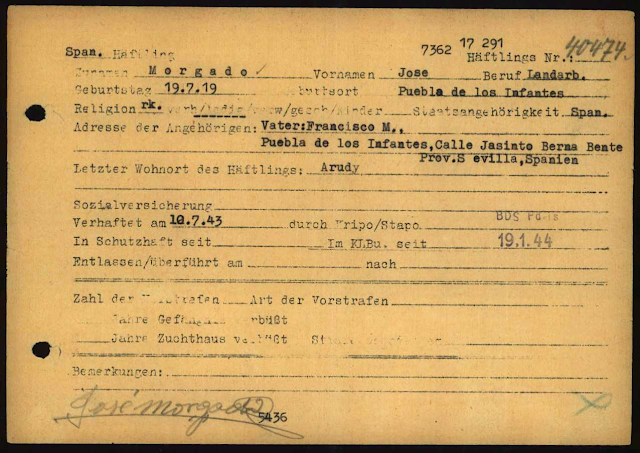 7362 17 291
Span. Häftling Häftlings Nr.: 40474
Morgado Vornamen Jose Beruf Landarb.
Geburtstag 19.7.19 Puebla de los Infantes
Religion rk. verh/ledig/verw/gesch/Kinder Staatsangehörigkeit Span.
Adresse der Angehörigen: Vater:Francisco M.,
Puebla de los Infantes,Calle Jasinto Berna Bente
Prov.S evilla,Spanien
Letzter Wohnort des Häftlings: Arudy
Sozialversicherung
Verhaftet am 10.7.43 durch Kripo/Stapo BDS Paris
In Schutzhaft seit Im KLBu. seit 19.1.44
Entlassen/überführt am nach
Zahl der Vorstrafen Art der Vorstrafen
Jahre Gefängnis verbüßt
Jahre Zuchthaus verbüßt
Bemerkungen:
José Morgado
5436